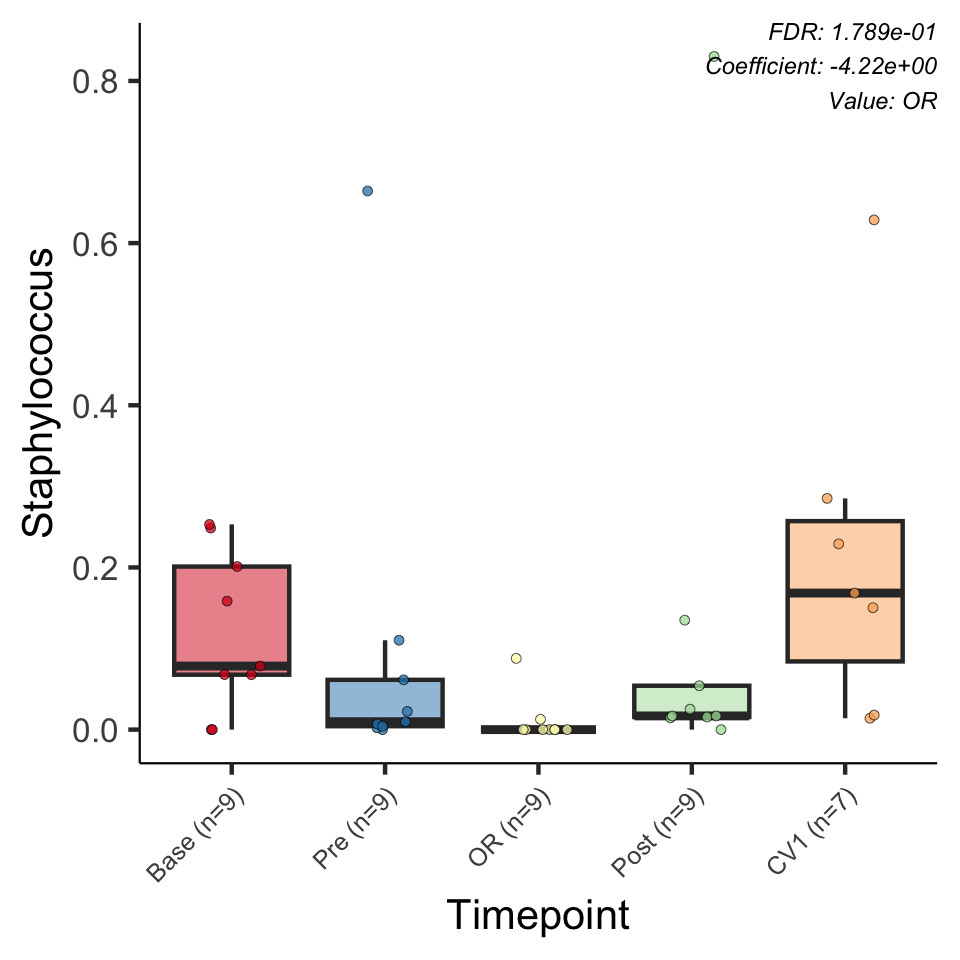 FDR: 1.789e-01
Coefficient: -4.22e+00
Value: OR
Staphylococcus
0.8
0.6
0.4
0.2
0.0
Base (n=9)
Pre (n=9)
OR (n=9)
Post (n=9)
CV1 (n=7)
Timepoint